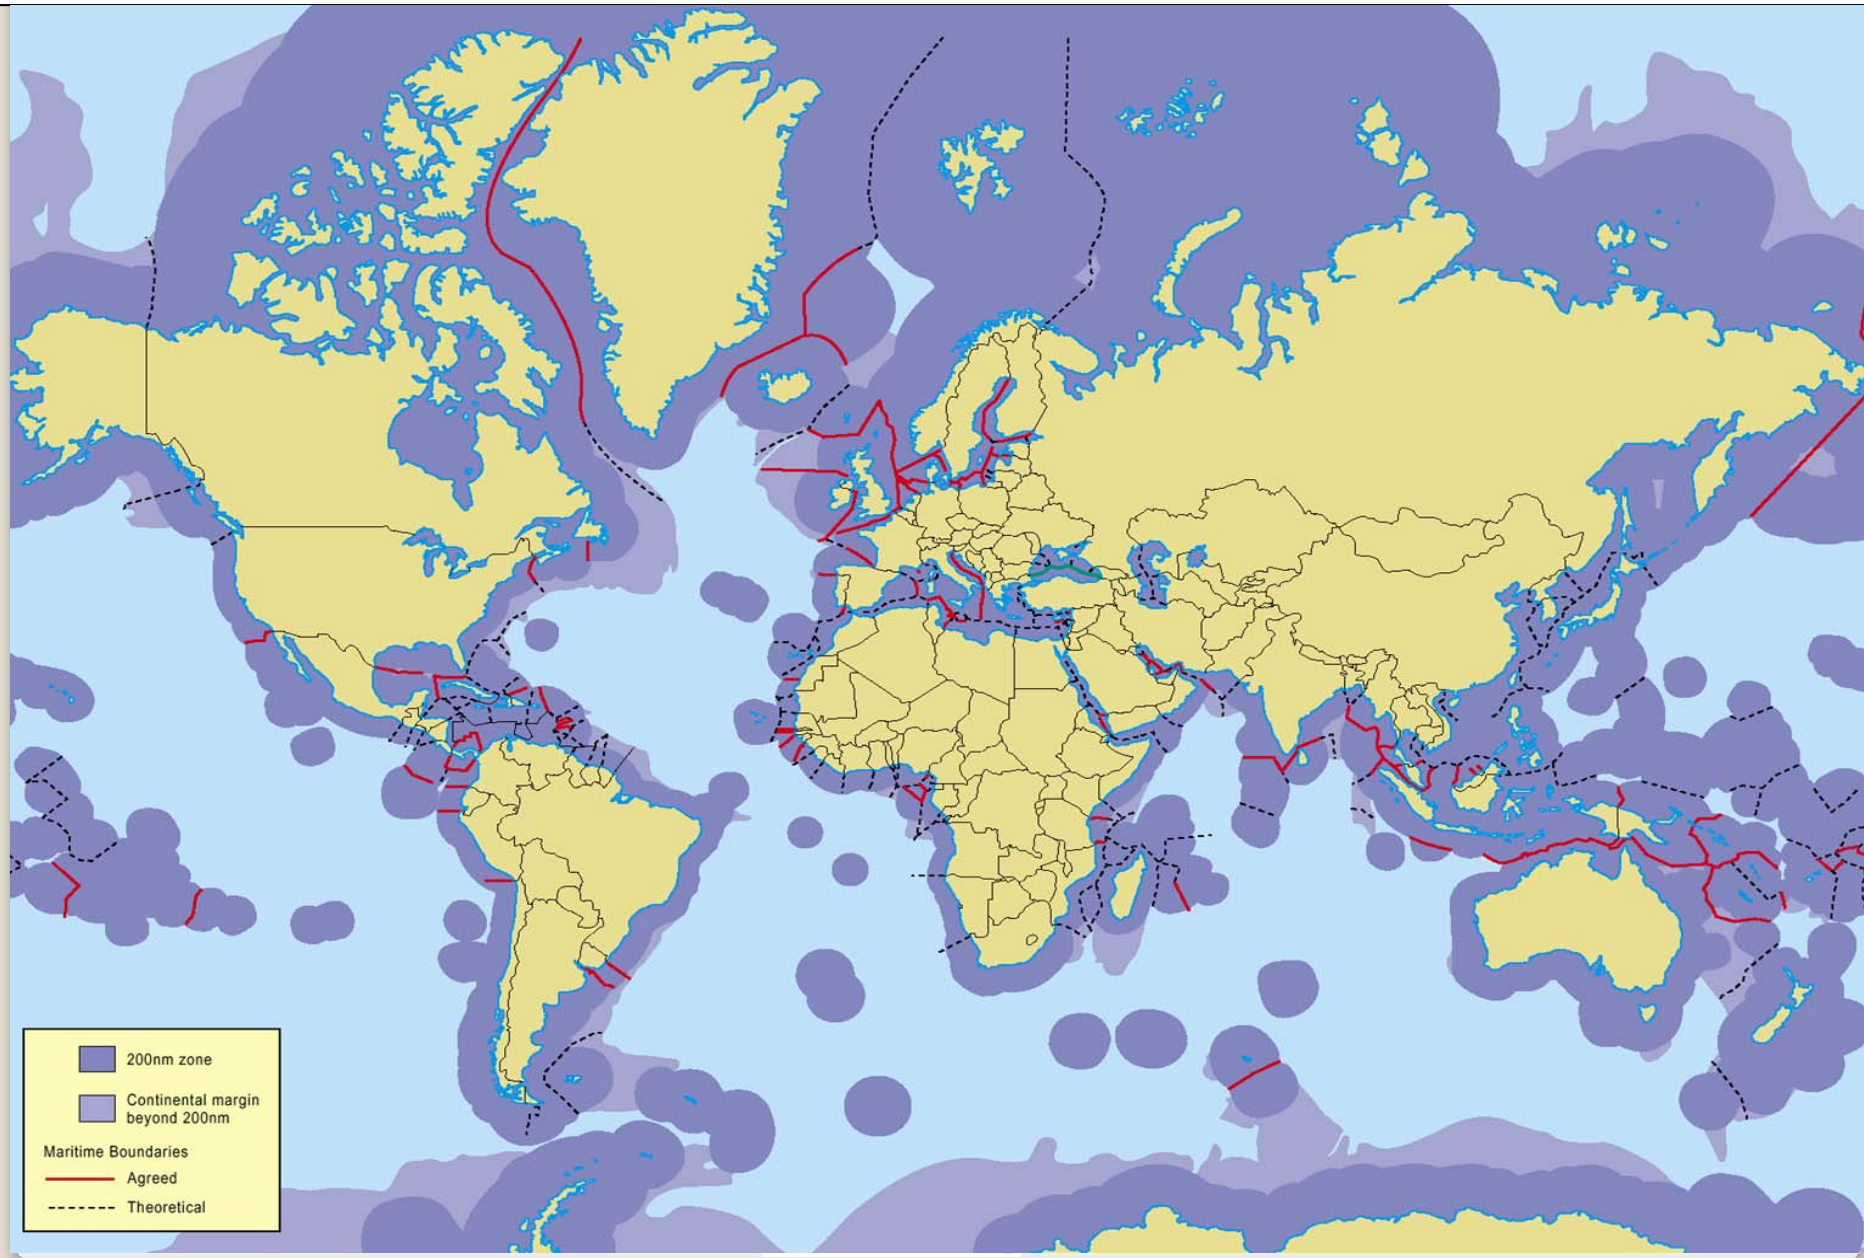 200nm zone
Continental margin
beyond 200nm
Maritime Boundaries
Agreed
Theoretical